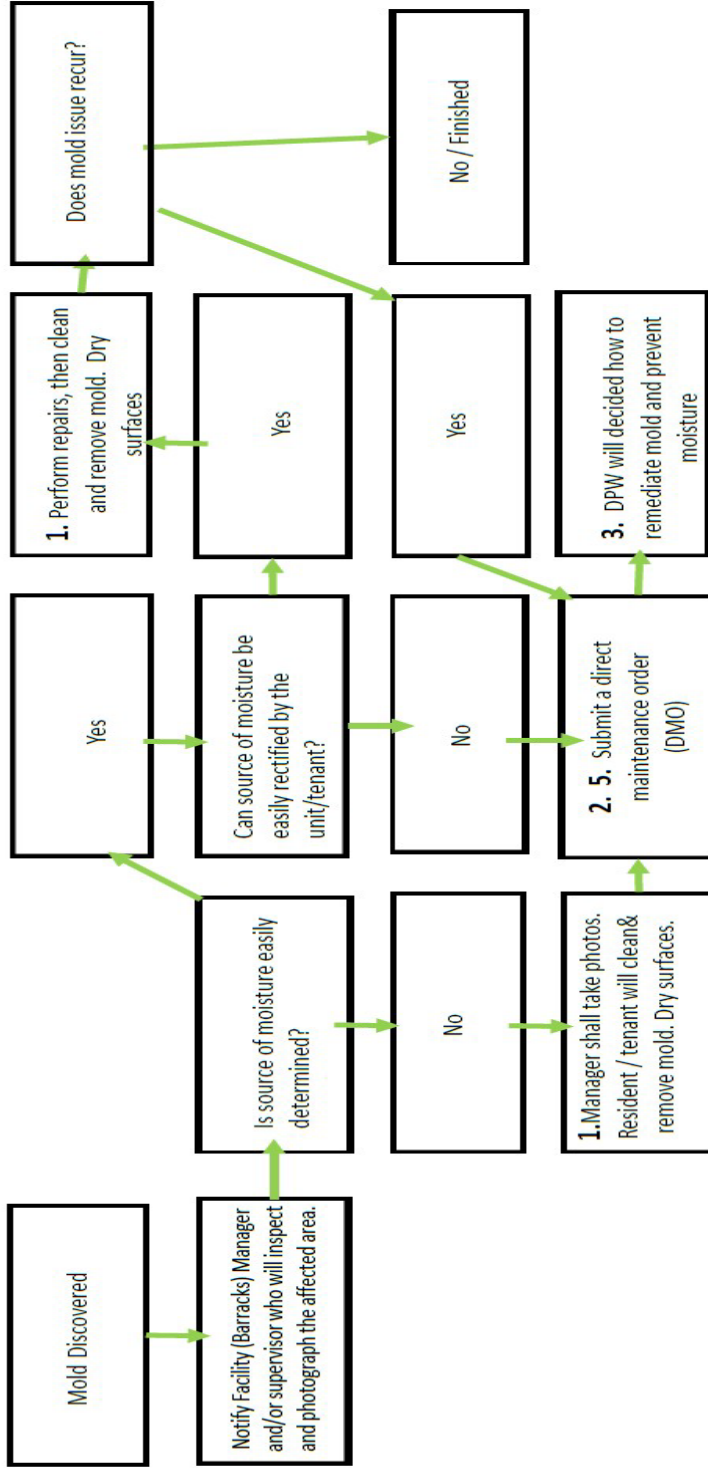 Mold Discovered
Notify Facility (Barracks) Manager
and/or supervisor who will inspect
and photograph the affected area.
Is source of moisture easily
determined?
No
1.Manager shall take photos.
Resident / tenant will clean&
remove mold. Dry surfaces.
Yes
Can source of moisture be
easily rectified by the
unit/tenant?
No
2. 5. Submit a direct
maintenance order
(DMO)
1. Perform repairs, then clean
and remove mold. Dry
surfaces
Yes
Yes
3. DPW will decided how to
remediate mold and prevent
moisture
Does mold issue recur?
No / Finished